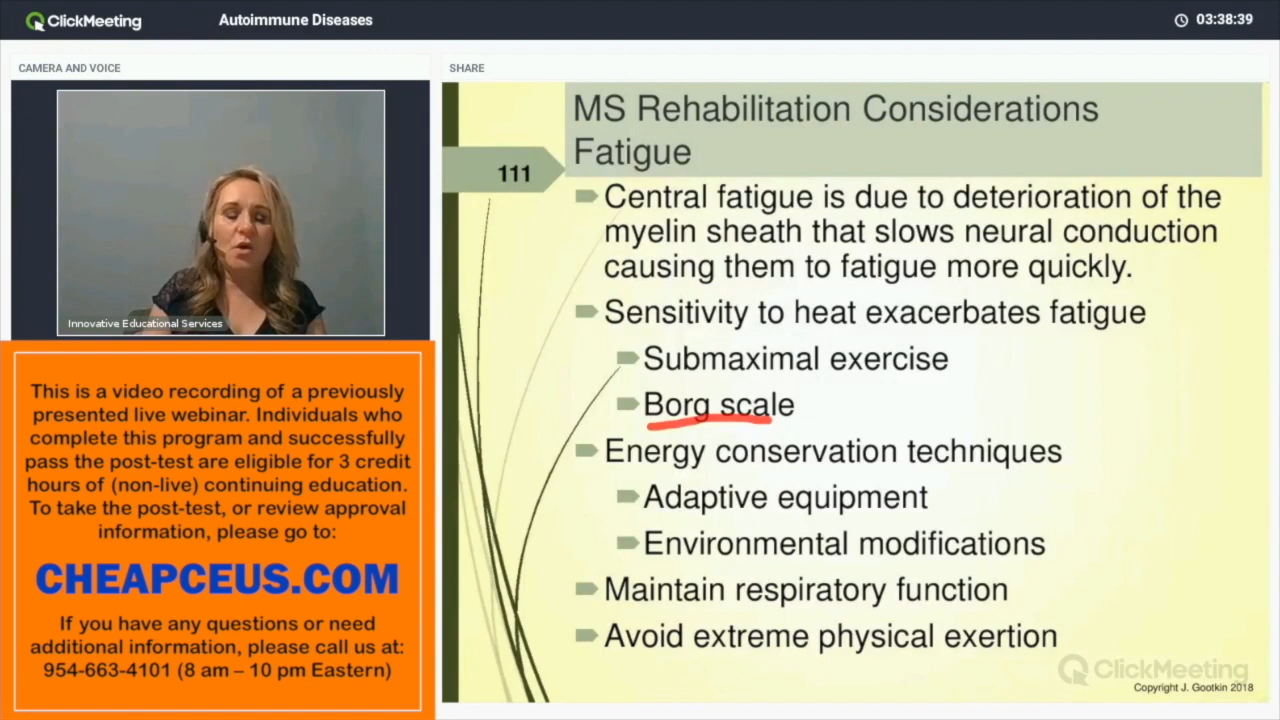 ClickMeeting
Autoimmune Diseases
03:38:39
CAMERA AND VOICE
Innovative Educational Services
This is a video recording of a previously
presented live webinar. Individuals who
complete this program and successfully
pass the post-test are eligible for 3 credit
hours of (non-live) continuing education.
To take the post-test, or review approval
information, please go to:
CHEAPCEUS.COM
If you have any questions or need
additional information, please call us at:
954-663-4101 (8 am – 10 pm Eastern)
SHARE
MS Rehabilitation Considerations
Fatigue
111
Central fatigue is due to deterioration of the
myelin sheath that slows neural conduction
causing them to fatigue more quickly.
Sensitivity to heat exacerbates fatigue
Submaximal exercise
Borg scale
Energy conservation techniques
Adaptive equipment
Environmental modifications
Maintain respiratory function
Avoid extreme physical exertion
ClickMeeting
Copyright J. Gootkin 2018